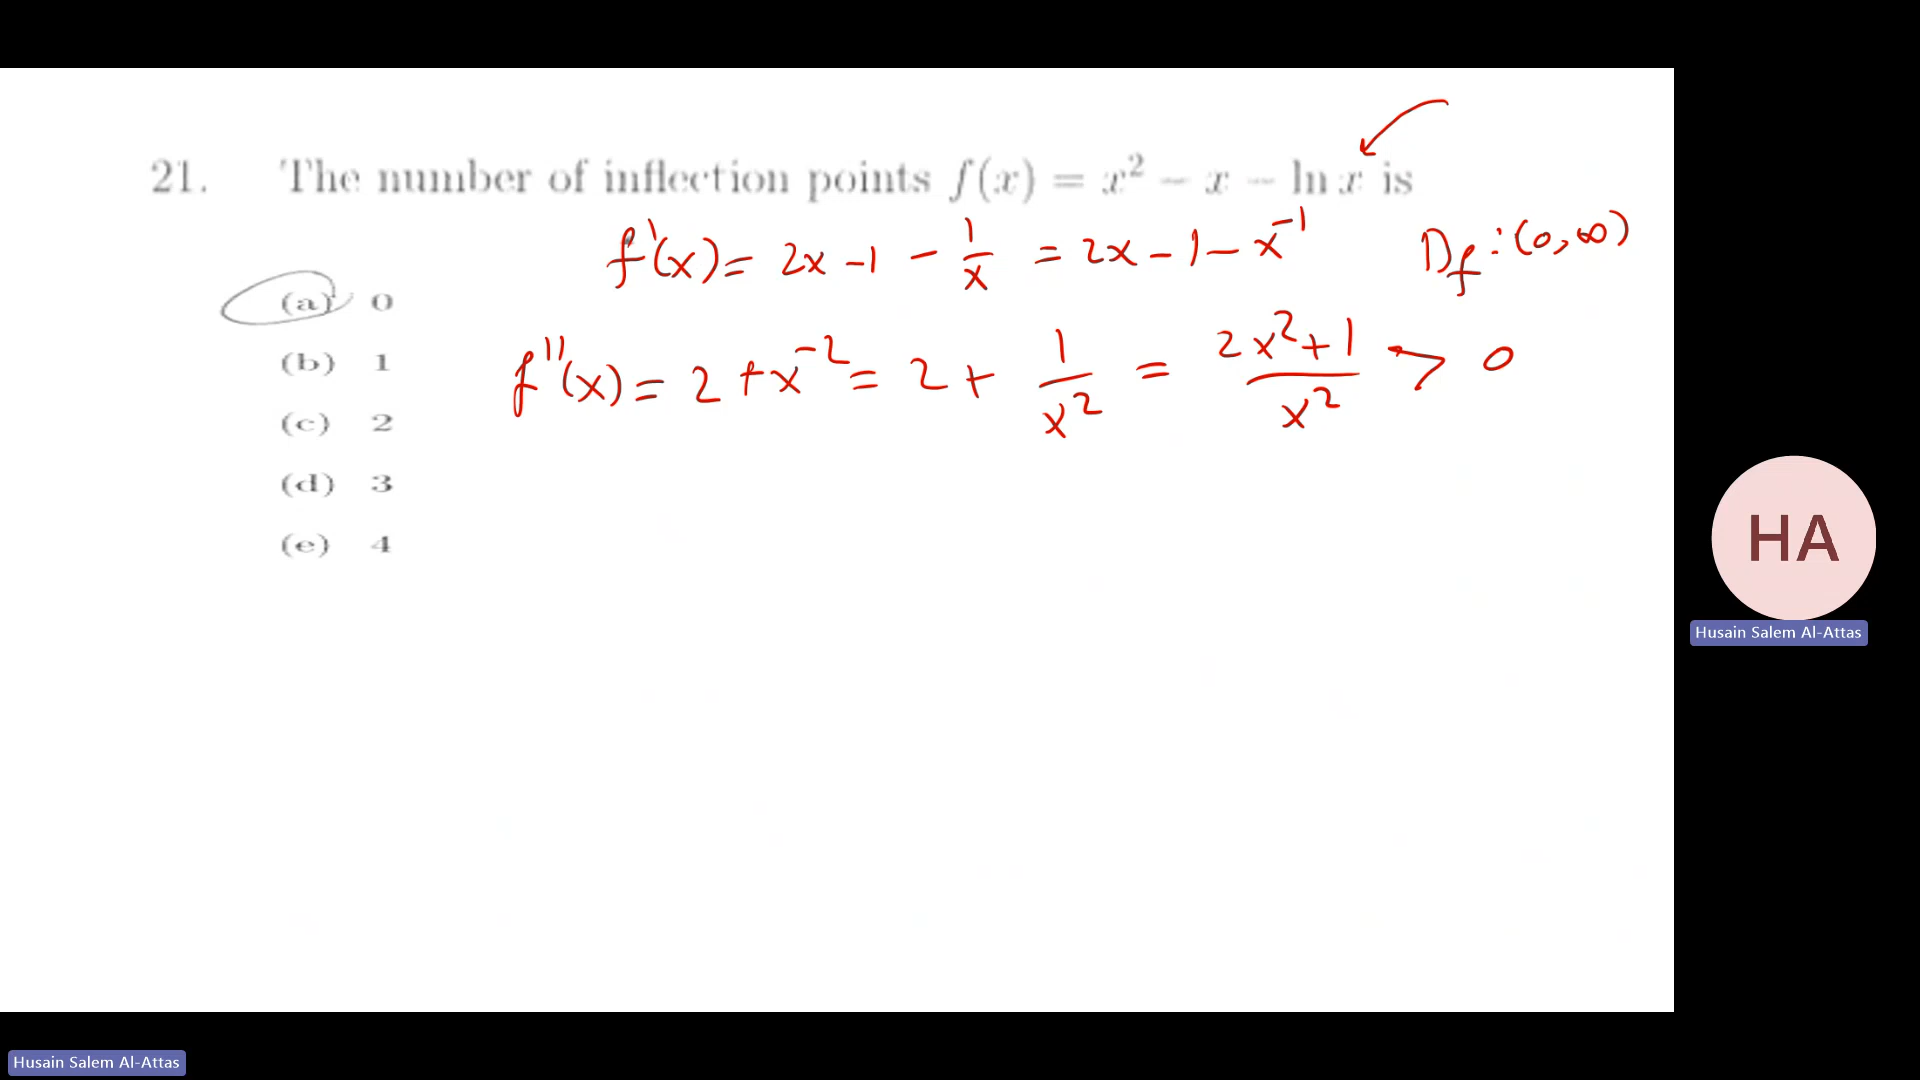 21. The number of inflection points f(x) = x² − x − ln x is
f'(x) = 2x − 1 − 1/x = 2x − 1 − x⁻¹
D_f : (0, ∞)
(a) 0
f''(x) = 2 + x⁻² = 2 + 1/x² = (2x² + 1)/x² > 0
(b) 1
(c) 2
(d) 3
(e) 4
HA
Husain Salem Al-Attas
Husain Salem Al-Attas